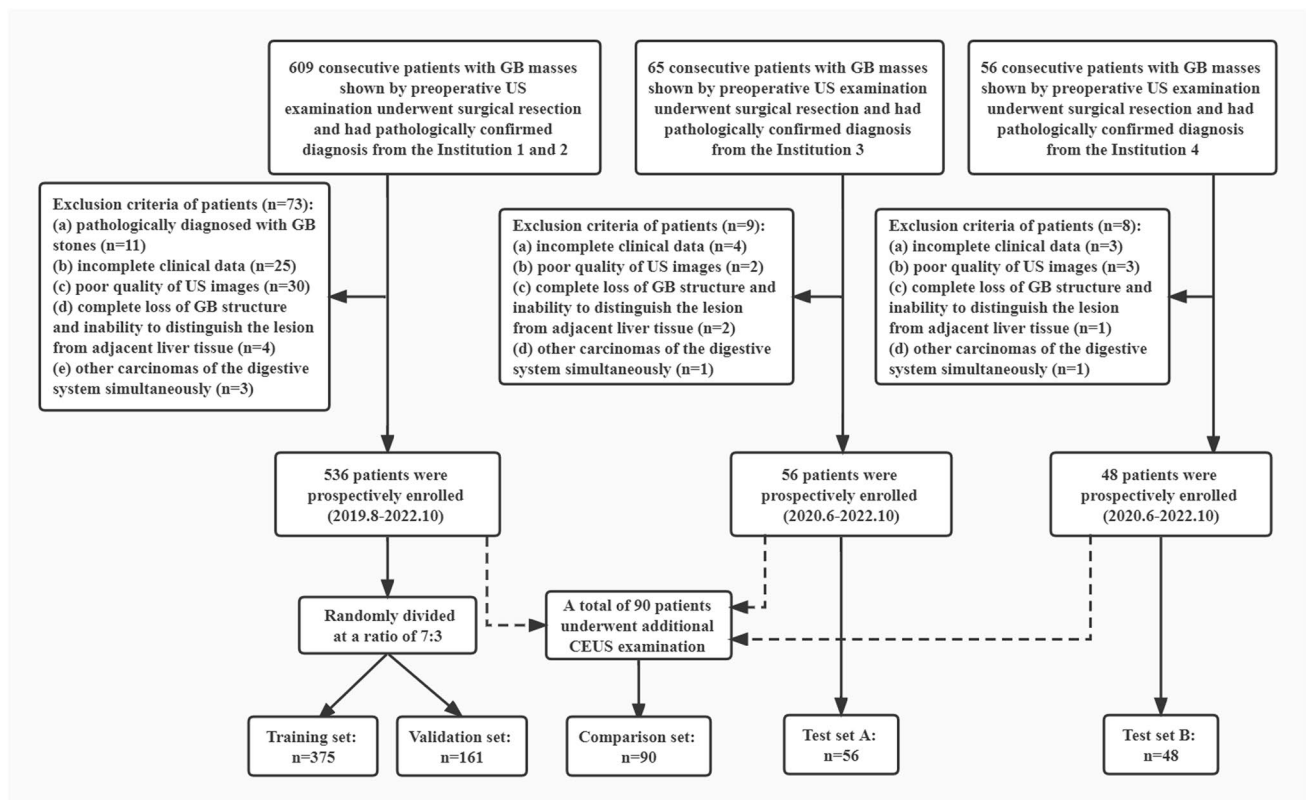 609 consecutive patients with GB masses
shown by preoperative US
examination underwent surgical resection
and had pathologically confirmed
diagnosis from the Institution 1 and 2
65 consecutive patients with GB masses
shown by preoperative US examination
underwent surgical resection and had
pathologically confirmed diagnosis
from the Institution 3
56 consecutive patients with GB masses
shown by preoperative US examination
underwent surgical resection and had
pathologically confirmed diagnosis
from the Institution 4
Exclusion criteria of patients (n=73):
(a) pathologically diagnosed with GB
stones (n=11)
(b) incomplete clinical data (n=25)
(c) poor quality of US images (n=30)
(d) complete loss of GB structure
and inability to distinguish the lesion
from adjacent liver tissue (n=4)
(e) other carcinomas of the digestive
system simultaneously (n=3)
Exclusion criteria of patients (n=9):
(a) incomplete clinical data (n=4)
(b) poor quality of US images (n=2)
(c) complete loss of GB structure and
inability to distinguish the lesion
from adjacent liver tissue (n=2)
(d) other carcinomas of the digestive
system simultaneously (n=1)
Exclusion criteria of patients (n=8):
(a) incomplete clinical data (n=3)
(b) poor quality of US images (n=3)
(c) complete loss of GB structure and
inability to distinguish the lesion
from adjacent liver tissue (n=1)
(d) other carcinomas of the digestive
system simultaneously (n=1)
536 patients were
prospectively enrolled
(2019.8-2022.10)
56 patients were
prospectively enrolled
(2020.6-2022.10)
48 patients were
prospectively enrolled
(2020.6-2022.10)
Randomly divided
at a ratio of 7:3
A total of 90 patients
underwent additional
CEUS examination
Training set:
n=375
Validation set:
n=161
Comparison set:
n=90
Test set A:
n=56
Test set B:
n=48